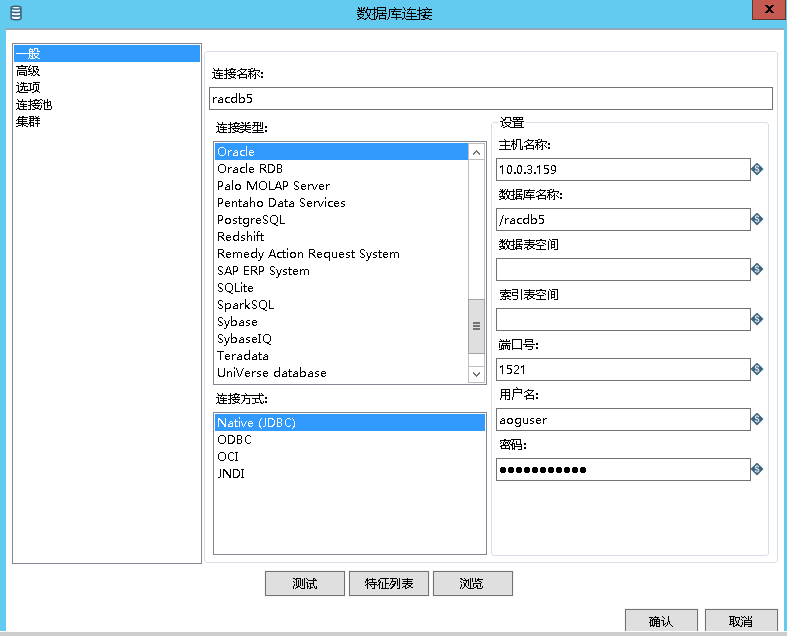 数据库连接
x
一般
高级
选项
连接池
集群
连接名称:
racdb5
连接类型:
Oracle
Oracle RDB
Palo MOLAP Server
Pentaho Data Services
PostgreSQL
Redshift
Remedy Action Request System
SAP ERP System
SQLite
SparkSQL
Sybase
SybaseIQ
Teradata
UniVerse database
连接方式:
Native (JDBC)
ODBC
OCI
JNDI
设置
主机名称:
10.0.3.159
数据库名称:
/racdb5
数据表空间
索引表空间
端口号:
1521
用户名:
aoguser
密码:
●●●●●●●●●●●
测试
特征列表
浏览
确认
取消